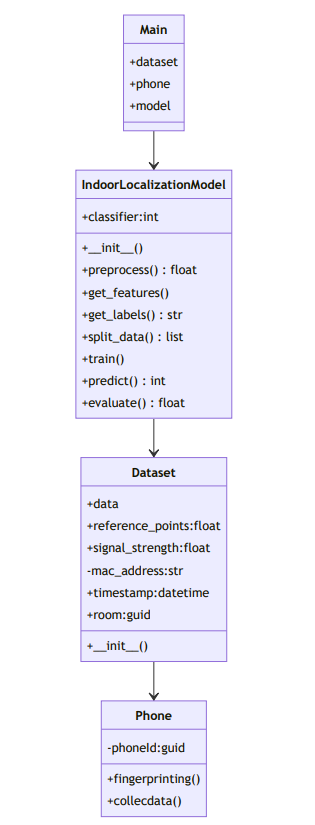 Main
+dataset
+phone
+model
IndoorLocalizationModel
+classifier:int
+__init__()
+preprocess() : float
+get_features()
+get_labels() : str
+split_data() : list
+train()
+predict() : int
+evaluate() : float
Dataset
+data
+reference_points:float
+signal_strength:float
-mac_address:str
+timestamp:datetime
+room:guid
+__init__()
Phone
-phoneId:guid
+fingerprinting()
+collecdata()